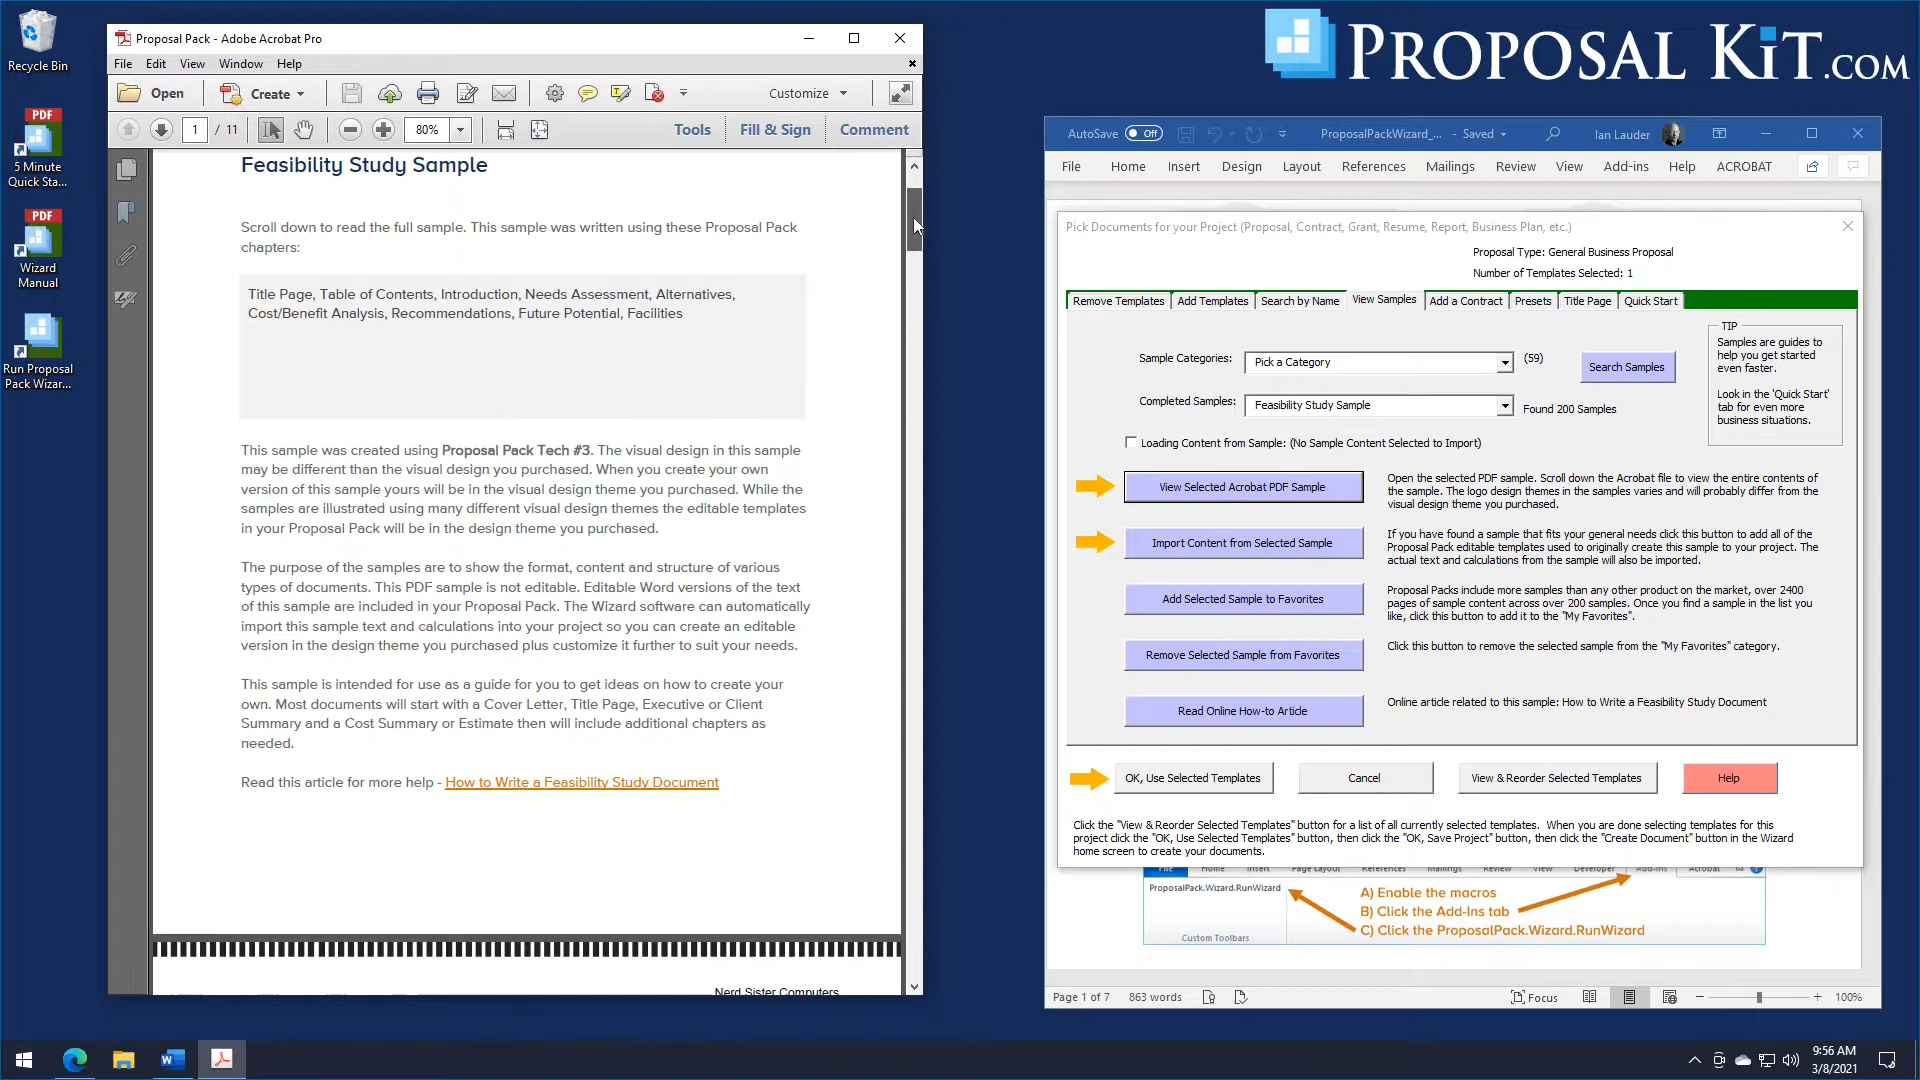 Recycle Bin
PDF
5 Minute
Quick Sta...
PDF
Wizard
Manual
Run Proposal
Pack Wizar...
Proposal Pack - Adobe Acrobat Pro
File Edit View Window Help
Open Create Customize
1 / 11 80% Tools Fill & Sign Comment
Feasibility Study Sample
Scroll down to read the full sample. This sample was written using these Proposal Pack
chapters:
Title Page, Table of Contents, Introduction, Needs Assessment, Alternatives,
Cost/Benefit Analysis, Recommendations, Future Potential, Facilities
This sample was created using Proposal Pack Tech #3. The visual design in this sample
may be different than the visual design you purchased. When you create your own
version of this sample yours will be in the visual design theme you purchased. While the
samples are illustrated using many different visual design themes the editable templates
in your Proposal Pack will be in the design theme you purchased.
The purpose of the samples are to show the format, content and structure of various
types of documents. This PDF sample is not editable. Editable Word versions of the text
of this sample are included in your Proposal Pack. The Wizard software can automatically
import this sample text and calculations into your project so you can create an editable
version in the design theme you purchased plus customize it further to suit your needs.
This sample is intended for use as a guide for you to get ideas on how to create your
own. Most documents will start with a Cover Letter, Title Page, Executive or Client
Summary and a Cost Summary or Estimate then will include additional chapters as
needed.
Read this article for more help - How to Write a Feasibility Study Document
Nerd Sister Computers
PROPOSAL KIT.COM
AutoSave Off ProposalPackWizard_... - Saved Ian Lauder
File Home Insert Design Layout References Mailings Review View Add-ins Help ACROBAT
Pick Documents for your Project (Proposal, Contract, Grant, Resume, Report, Business Plan, etc.)
Proposal Type: General Business Proposal
Number of Templates Selected: 1
Remove Templates Add Templates Search by Name View Samples Add a Contract Presets Title Page Quick Start
Sample Categories: Pick a Category (59) Search Samples
Completed Samples: Feasibility Study Sample Found 200 Samples
TIP
Samples are guides to
help you get started
even faster.
Look in the 'Quick Start'
tab for even more
business situations.
Loading Content from Sample: (No Sample Content Selected to Import)
View Selected Acrobat PDF Sample
Open the selected PDF sample. Scroll down the Acrobat file to view the entire contents of
the sample. The logo design themes in the samples varies and will probably differ from the
visual design theme you purchased.
Import Content from Selected Sample
If you have found a sample that fits your general needs click this button to add all of the
Proposal Pack editable templates used to originally create this sample to your project. The
actual text and calculations from the sample will also be imported.
Add Selected Sample to Favorites
Proposal Packs include more samples than any other product on the market, over 2400
pages of sample content across over 200 samples. Once you find a sample in the list you
like, click this button to add it to the "My Favorites".
Remove Selected Sample from Favorites
Click this button to remove the selected sample from the "My Favorites" category.
Read Online How-to Article
Online article related to this sample: How to Write a Feasibility Study Document
OK, Use Selected Templates Cancel View & Reorder Selected Templates Help
Click the "View & Reorder Selected Templates" button for a list of all currently selected templates. When you are done selecting templates for this
project click the "OK, Use Selected Templates" button, then click the "OK, Save Project" button, then click the "Create Document" button in the Wizard
home screen to create your documents.
File Home Insert Page Layout References Mailings Review View Developer Add-Ins Acrobat
ProposalPack.Wizard.RunWizard
Custom Toolbars
A) Enable the macros
B) Click the Add-Ins tab
C) Click the ProposalPack.Wizard.RunWizard
Page 1 of 7 863 words Focus 100%
9:56 AM
3/8/2021